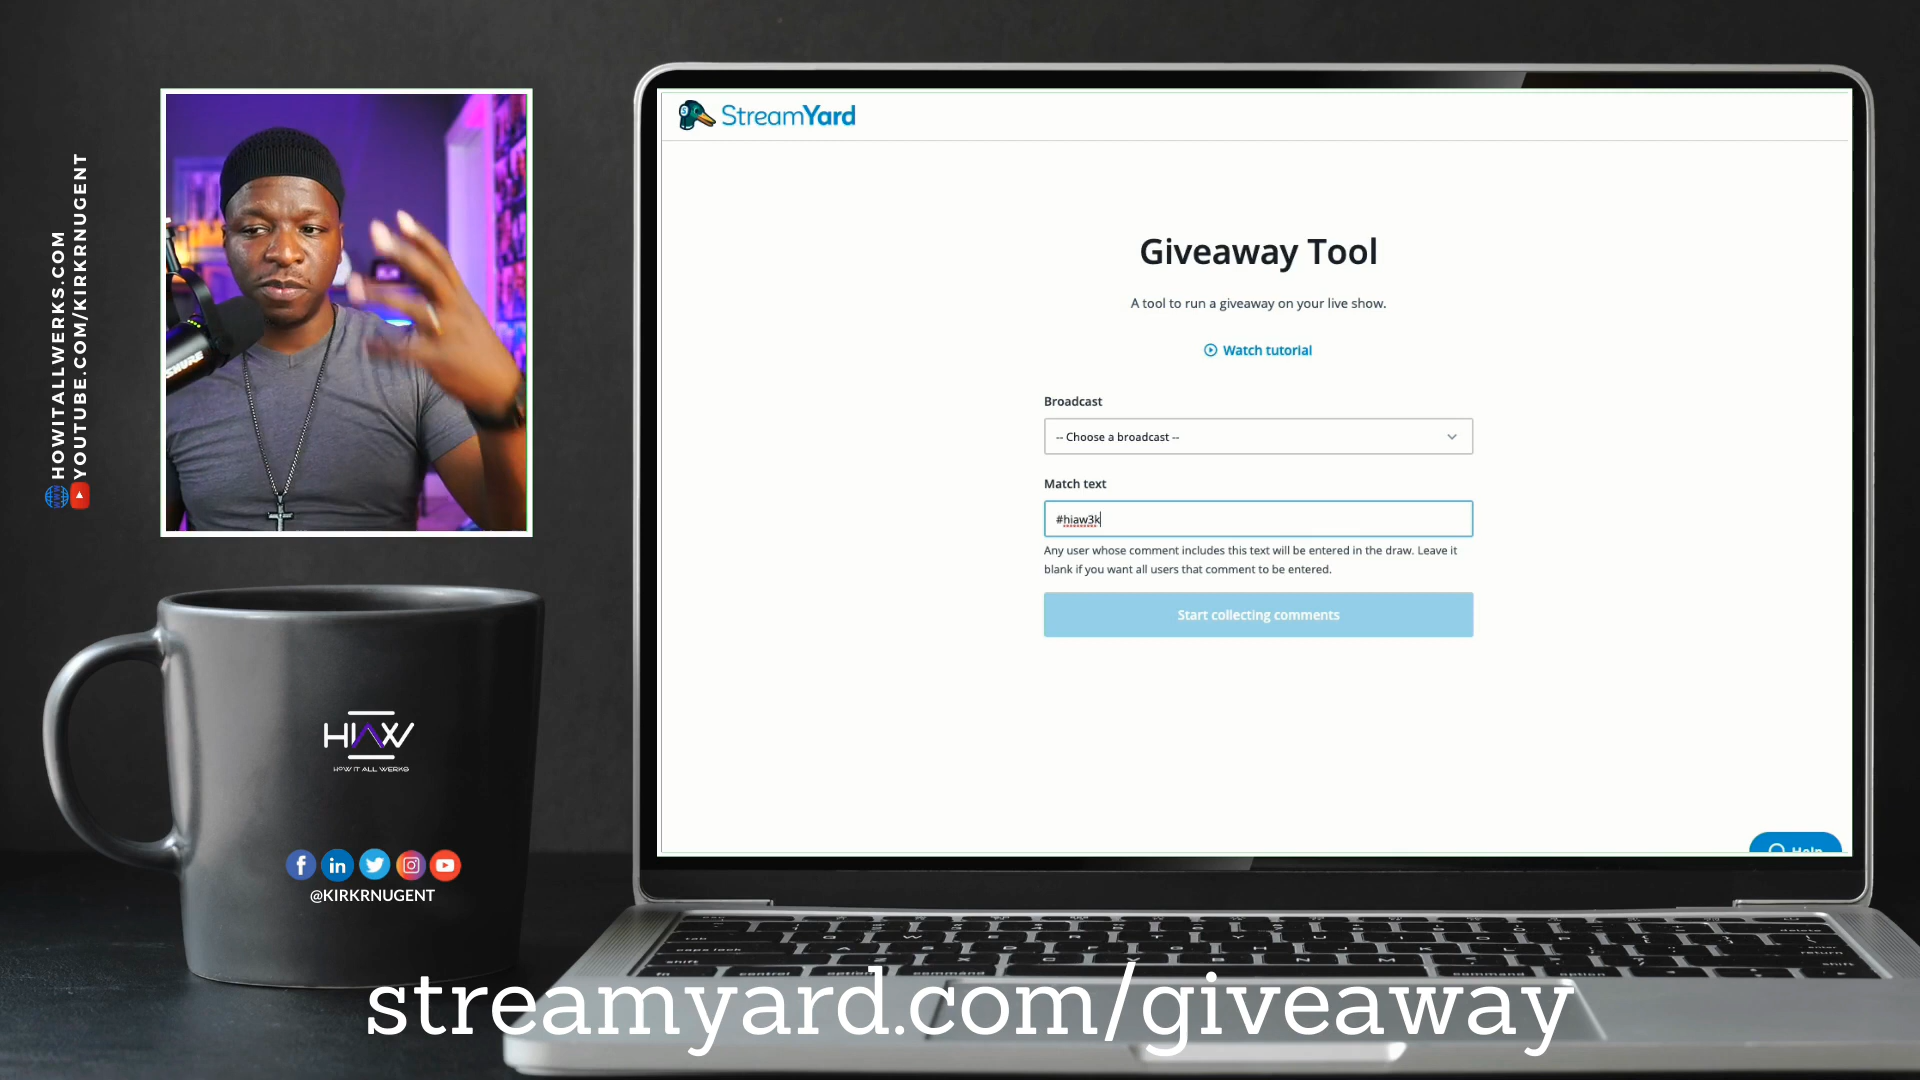 HOWITALLWERKS.COM
YOUTUBE.COM/KIRKRNUGENT
SHURE
HIAW
HOW IT ALL WERKS
@KIRKRNUGENT
StreamYard
Giveaway Tool
A tool to run a giveaway on your live show.
Watch tutorial
Broadcast
-- Choose a broadcast --
Match text
#hiaw3k
Any user whose comment includes this text will be entered in the draw. Leave it
blank if you want all users that comment to be entered.
Start collecting comments
Help
streamyard.com/giveaway